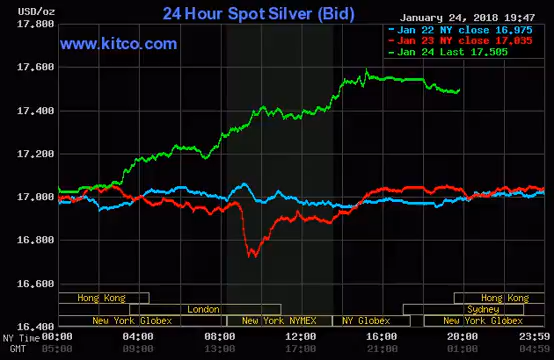 USD/oz
24 Hour Spot Silver (Bid)
January 24, 2018 19:47
www.kitco.com
Jan 22 NY close 16.975
Jan 23 NY close 17.035
Jan 24 Last 17.505
17.800
17.600
17.400
17.200
17.000
16.800
16.600
16.400
Hong Kong
Hong Kong
London
Sydney
New York Globex
New York NYMEX
NY Globex
New York Globex
NY Time
00:00
04:00
08:00
12:00
16:00
20:00
23:59
GMT
05:00
09:00
13:00
17:00
21:00
00:00
04:59